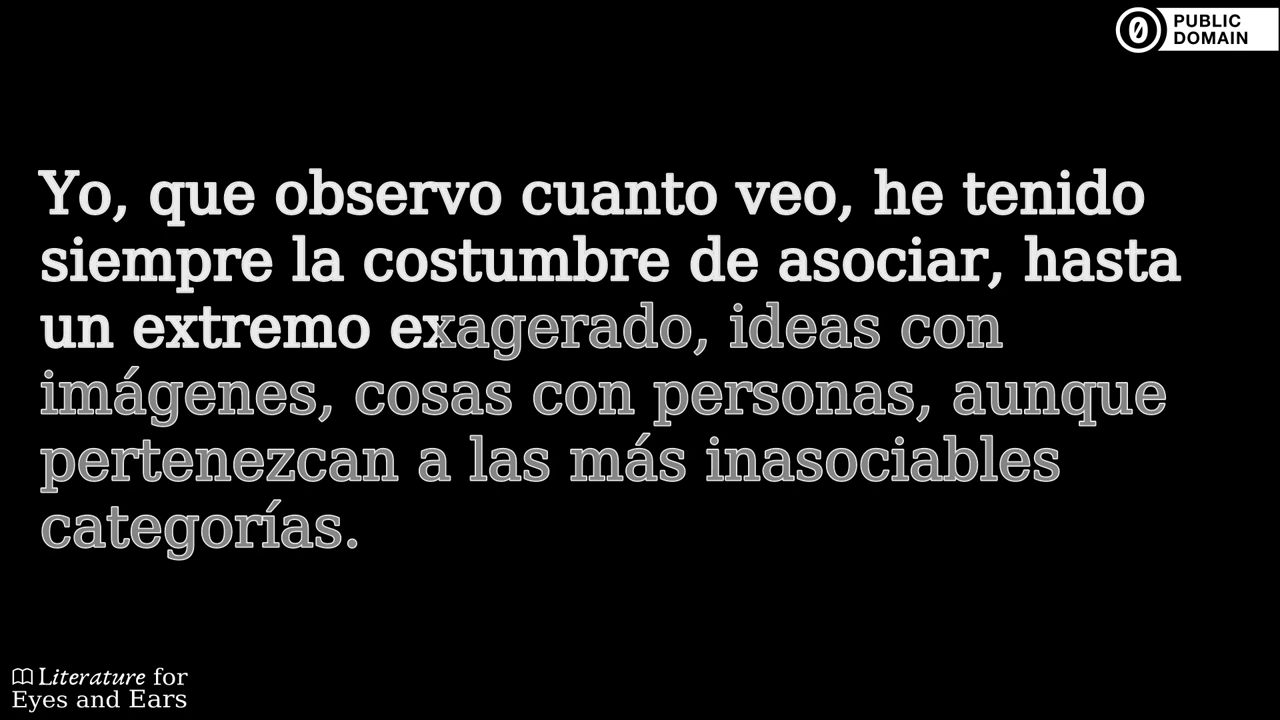 PUBLIC
DOMAIN
Yo, que observo cuanto veo, he tenido
siempre la costumbre de asociar, hasta
un extremo exagerado, ideas con
imágenes, cosas con personas, aunque
pertenezcan a las más inasociables
categorías.
Literature for
Eyes and Ears